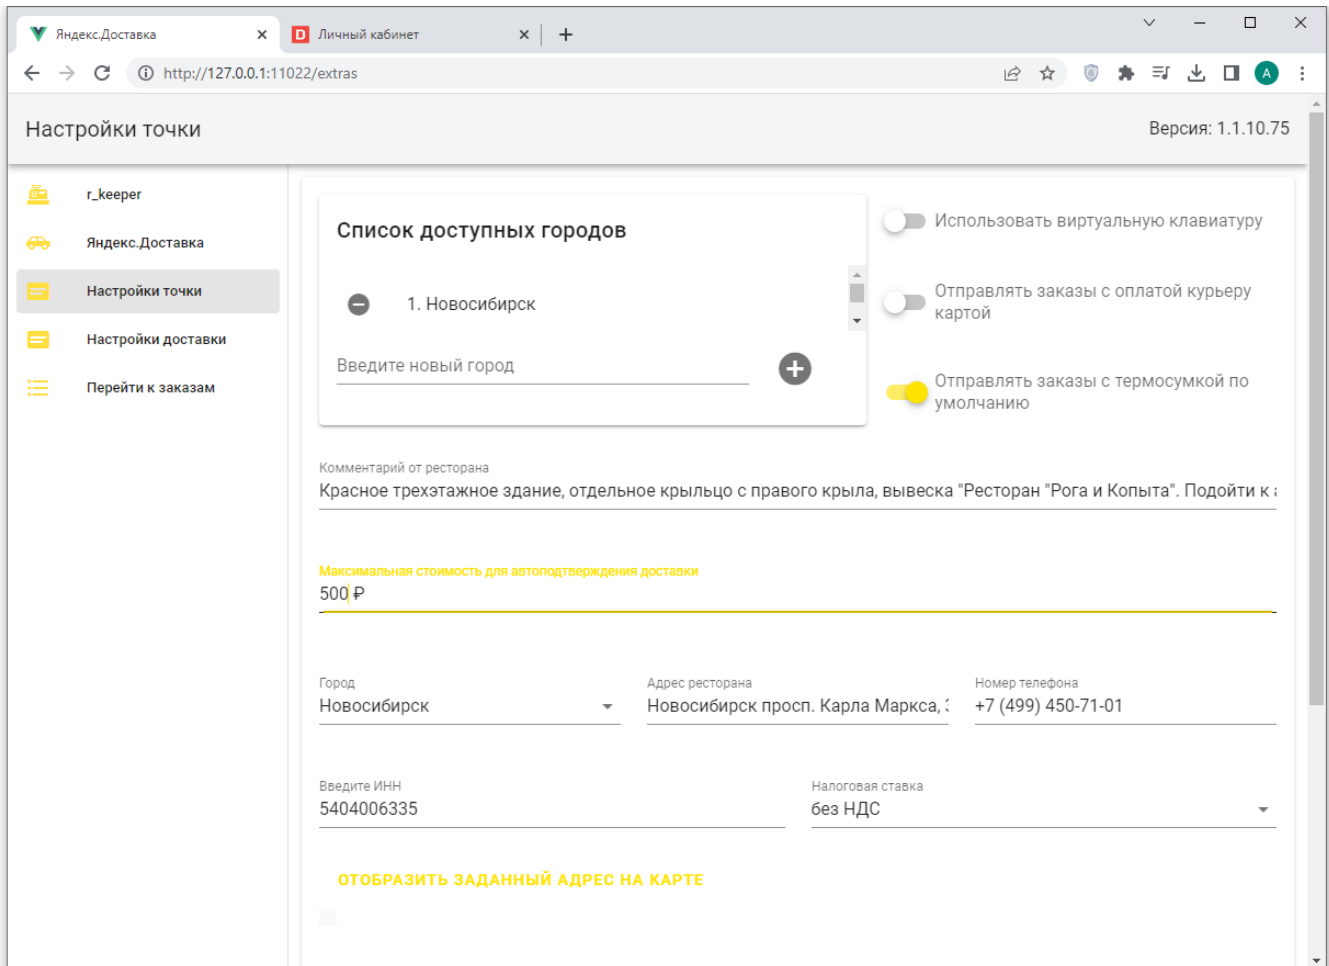 Яндекс.Доставка
D Личный кабинет
http://127.0.0.1:11022/extras
A
Настройки точки
Версия: 1.1.10.75
r_keeper
Яндекс.Доставка
Настройки точки
Настройки доставки
Перейти к заказам
Список доступных городов
1. Новосибирск
Введите новый город
Использовать виртуальную клавиатуру
Отправлять заказы с оплатой курьеру
картой
Отправлять заказы с термосумкой по
умолчанию
Комментарий от ресторана
Красное трехэтажное здание, отдельное крыльцо с правого крыла, вывеска "Ресторан "Рога и Копыта". Подойти к
Максимальная стоимость для автоподтверждения доставки
500 ₽
Город
Новосибирск
Адрес ресторана
Новосибирск просп. Карла Маркса,
Номер телефона
+7 (499) 450-71-01
Введите ИНН
5404006335
Налоговая ставка
без НДС
ОТОБРАЗИТЬ ЗАДАННЫЙ АДРЕС НА КАРТЕ